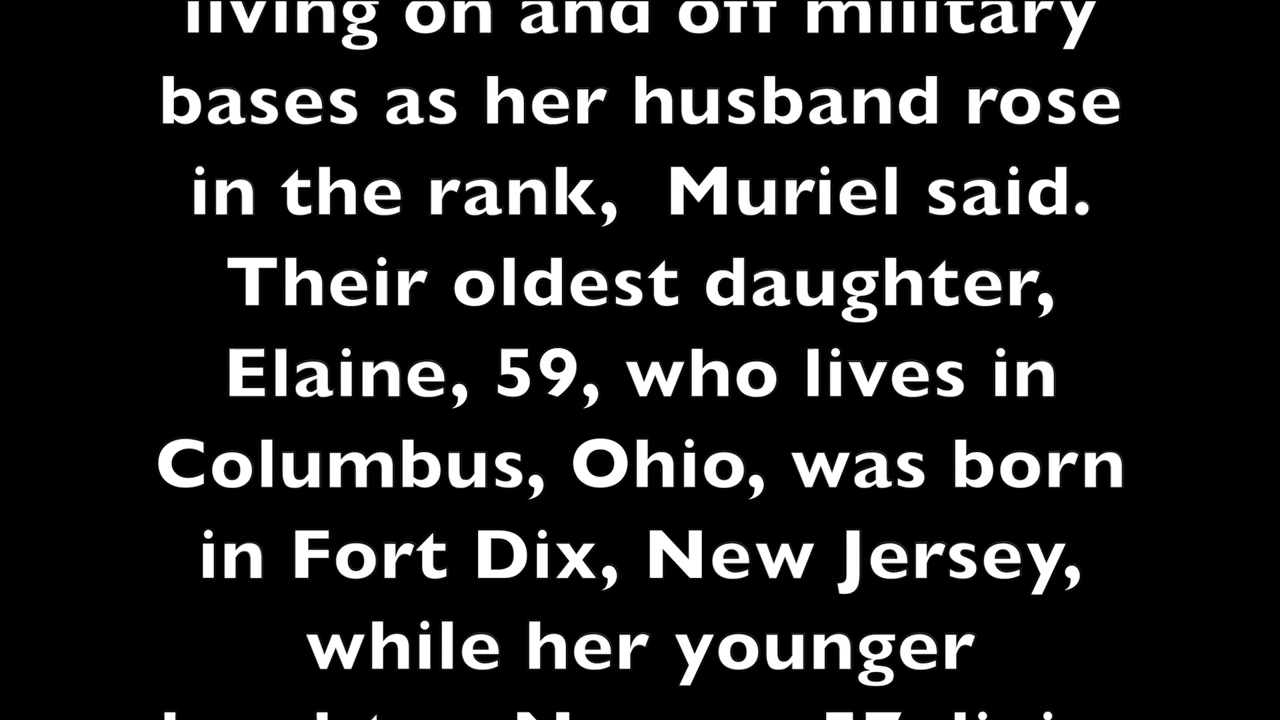 living on and off military
bases as her husband rose
in the rank,  Muriel said.
Their oldest daughter,
Elaine, 59, who lives in
Columbus, Ohio, was born
in Fort Dix, New Jersey,
while her younger